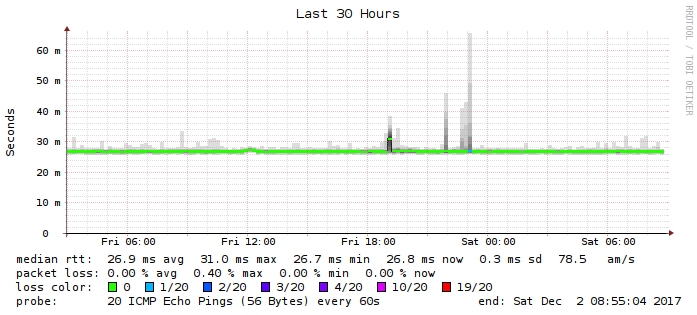 Last 30 Hours
RRDTOOL / TOBI OETIKER
Seconds
60 m
50 m
40 m
30 m
20 m
10 m
0
Fri 06:00 Fri 12:00 Fri 18:00 Sat 00:00 Sat 06:00
median rtt: 26.9 ms avg 31.0 ms max 26.7 ms min 26.8 ms now 0.3 ms sd 78.5 am/s
packet loss: 0.00 % avg 0.40 % max 0.00 % min 0.00 % now
loss color: 0 1/20 2/20 3/20 4/20 10/20 19/20
probe: 20 ICMP Echo Pings (56 Bytes) every 60s end: Sat Dec 2 08:55:04 2017